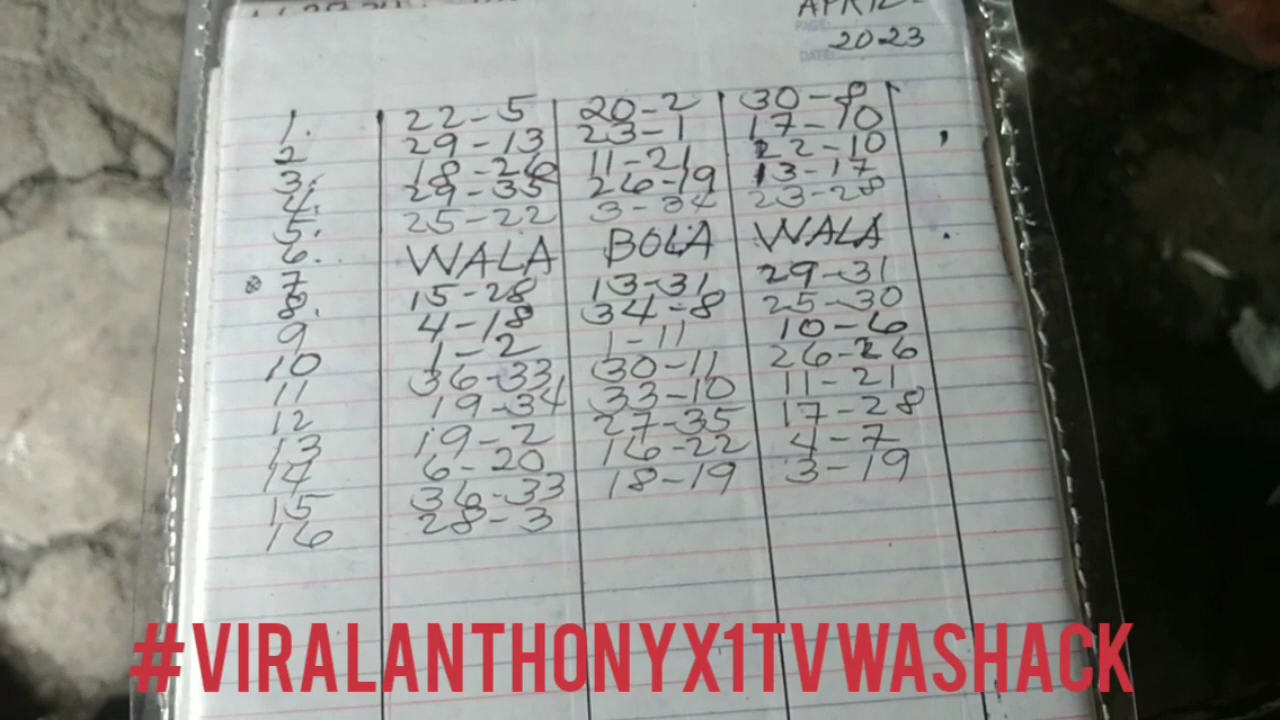 APRIL-
PAGE:
DATE: 2023
1. 22-5 20-2 30-8
2 29-13 23-1 17-10
3. 18-26 11-21 22-10
4. 29-35 26-19 13-17
5. 25-22 3-34 23-28
6. WALA BOLA WALA
7 15-28 13-31 29-31
8. 4-18 34-8 25-30
9 1-2 1-11 10-6
10 36-33 30-11 26-26
11 19-34 33-10 11-21
12 19-2 27-35 17-28
13 6-20 16-22 4-7
14 36-33 18-19 3-19
15 28-3
16
#VIRALANTHONYX1TVWASHACK